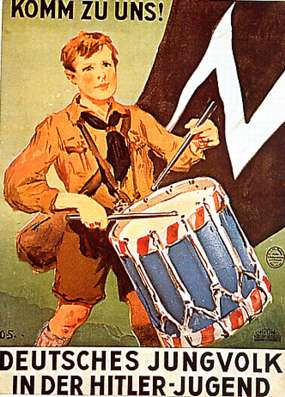 KOMM ZU UNS!
DEUTSCHES JUNGVOLK
IN DER HITLER-JUGEND